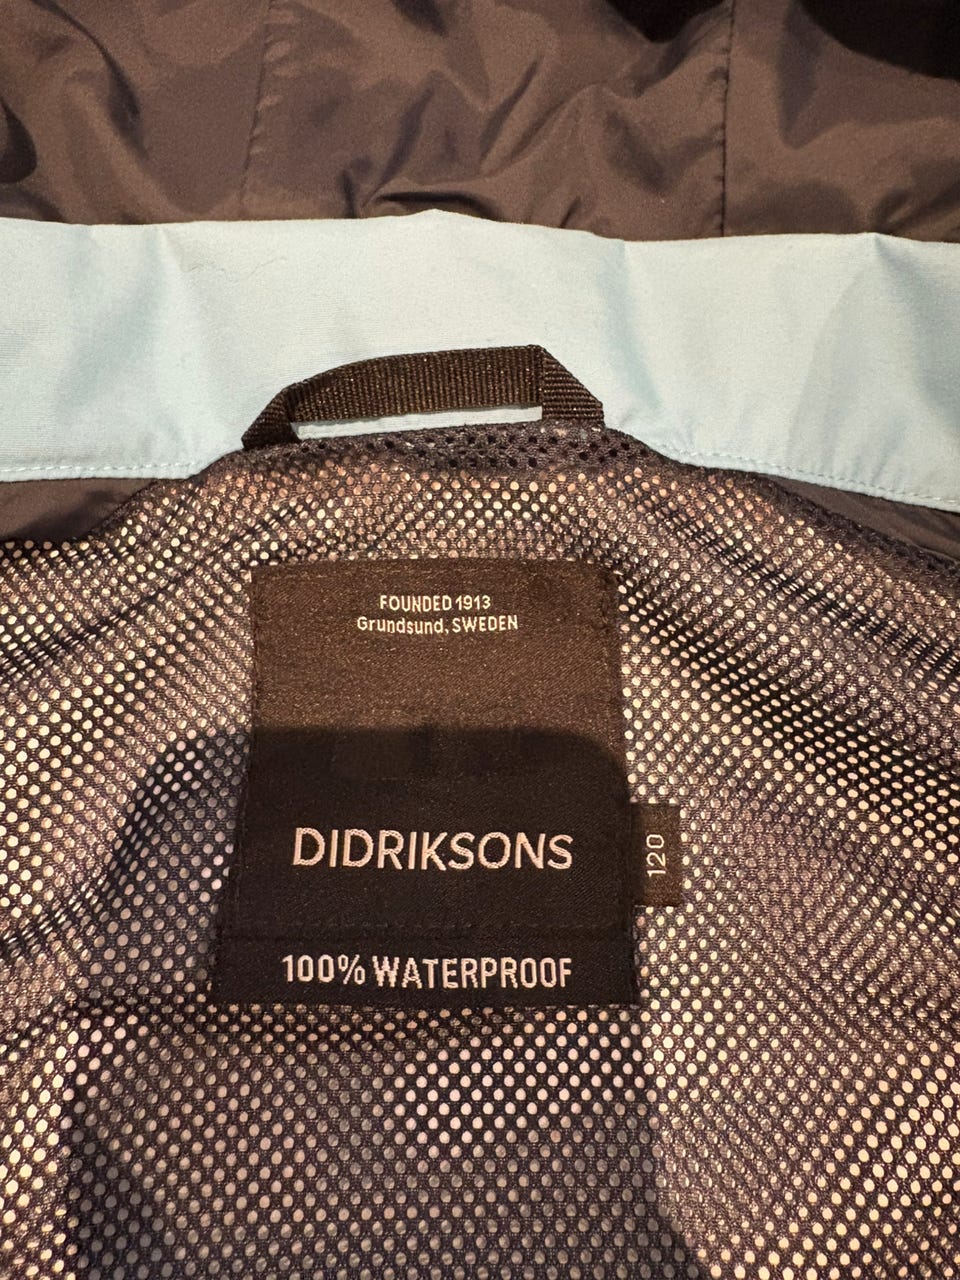 FOUNDED 1913
Grundsund, SWEDEN
DIDRIKSONS
120
100% WATERPROOF